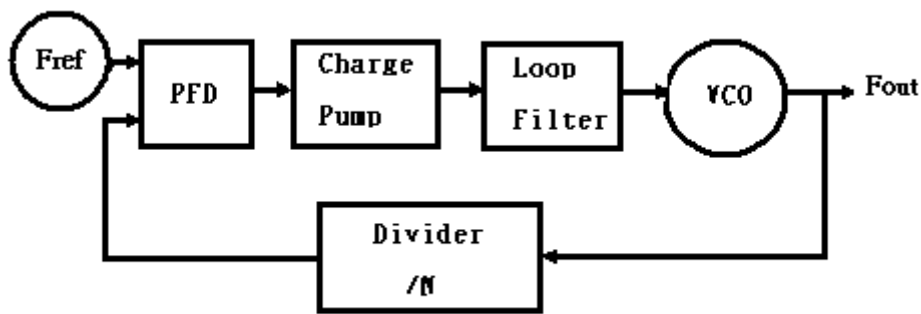 Fref
PFD
Charge
Pump
Loop
Filter
VCO
Fout
Divider
/N